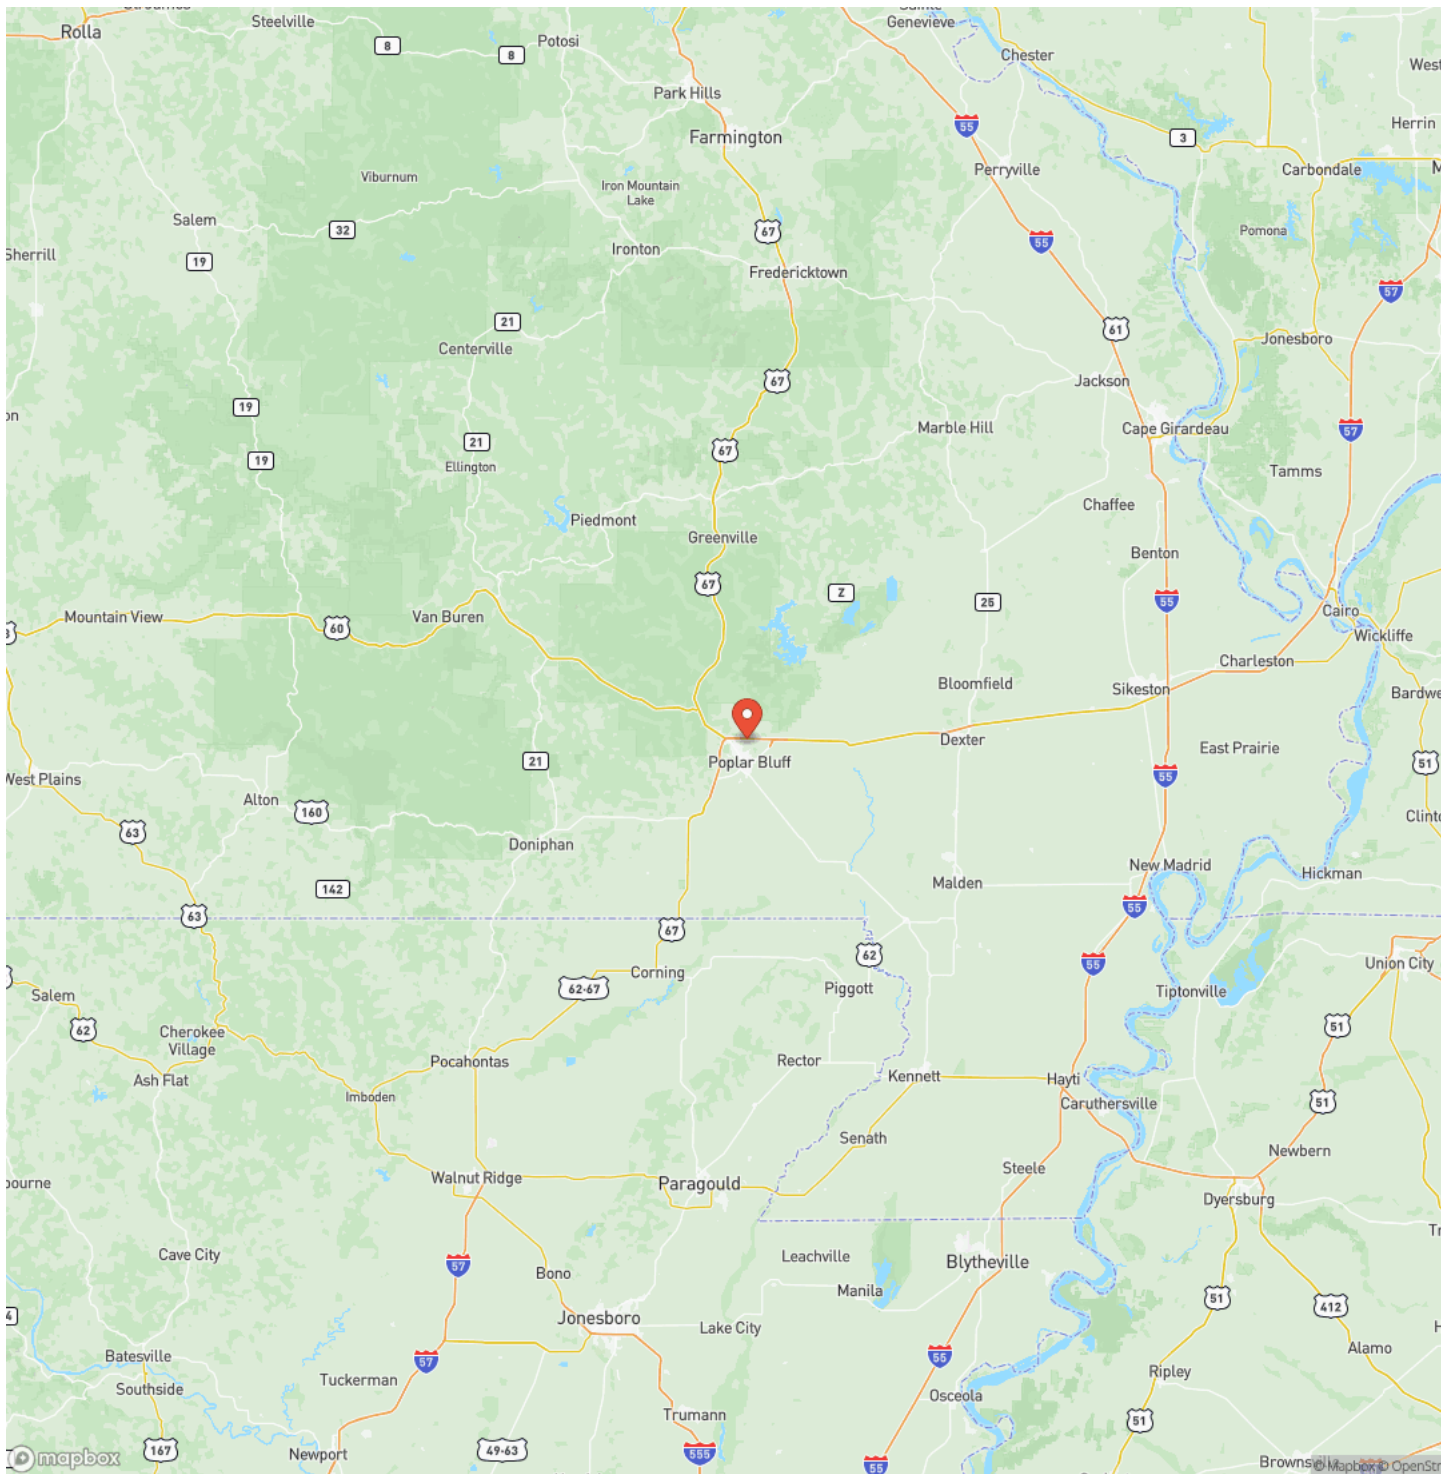 Steelville
Rolla
Potosi
Genevieve
Chester
West
8
8
Park Hills
Farmington
55
3
Herrin
Perryville
Carbondale
Viburnum
Iron Mountain
Lake
Salem
32
67
55
Pomona
Sherrill
19
Ironton
Fredericktown
57
21
Centerville
61
Jonesboro
67
Jackson
19
on
21
67
Marble Hill
Cape Girardeau
57
19
Ellington
Tamms
Piedmont
Chaffee
Greenville
Benton
67
Z
25
55
Mountain View
60
Van Buren
Cairo
Wickliffe
Charleston
Bloomfield
Sikeston
Bardwe
Dexter
East Prairie
21
Poplar Bluff
51
West Plains
55
Alton
160
63
Clinto
Doniphan
New Madrid
Hickman
142
Malden
63
55
67
62
55
Union City
Corning
62-67
Piggott
Tiptonville
Salem
62
Cherokee
Village
51
Pocahontas
Rector
Ash Flat
Kennett
Hayti
Imboden
51
Caruthersville
Senath
Newbern
bourne
Walnut Ridge
Paragould
Steele
Dyersburg
Cave City
Leachville
57
Bono
Blytheville
Manila
51
412
4
Jonesboro
Lake City
Batesville
57
55
Alamo
Southside
Tuckerman
Ripley
Osceola
Trumann
51
mapbox
167
Newport
49-63
555
55
© Mapbox © OpenStr